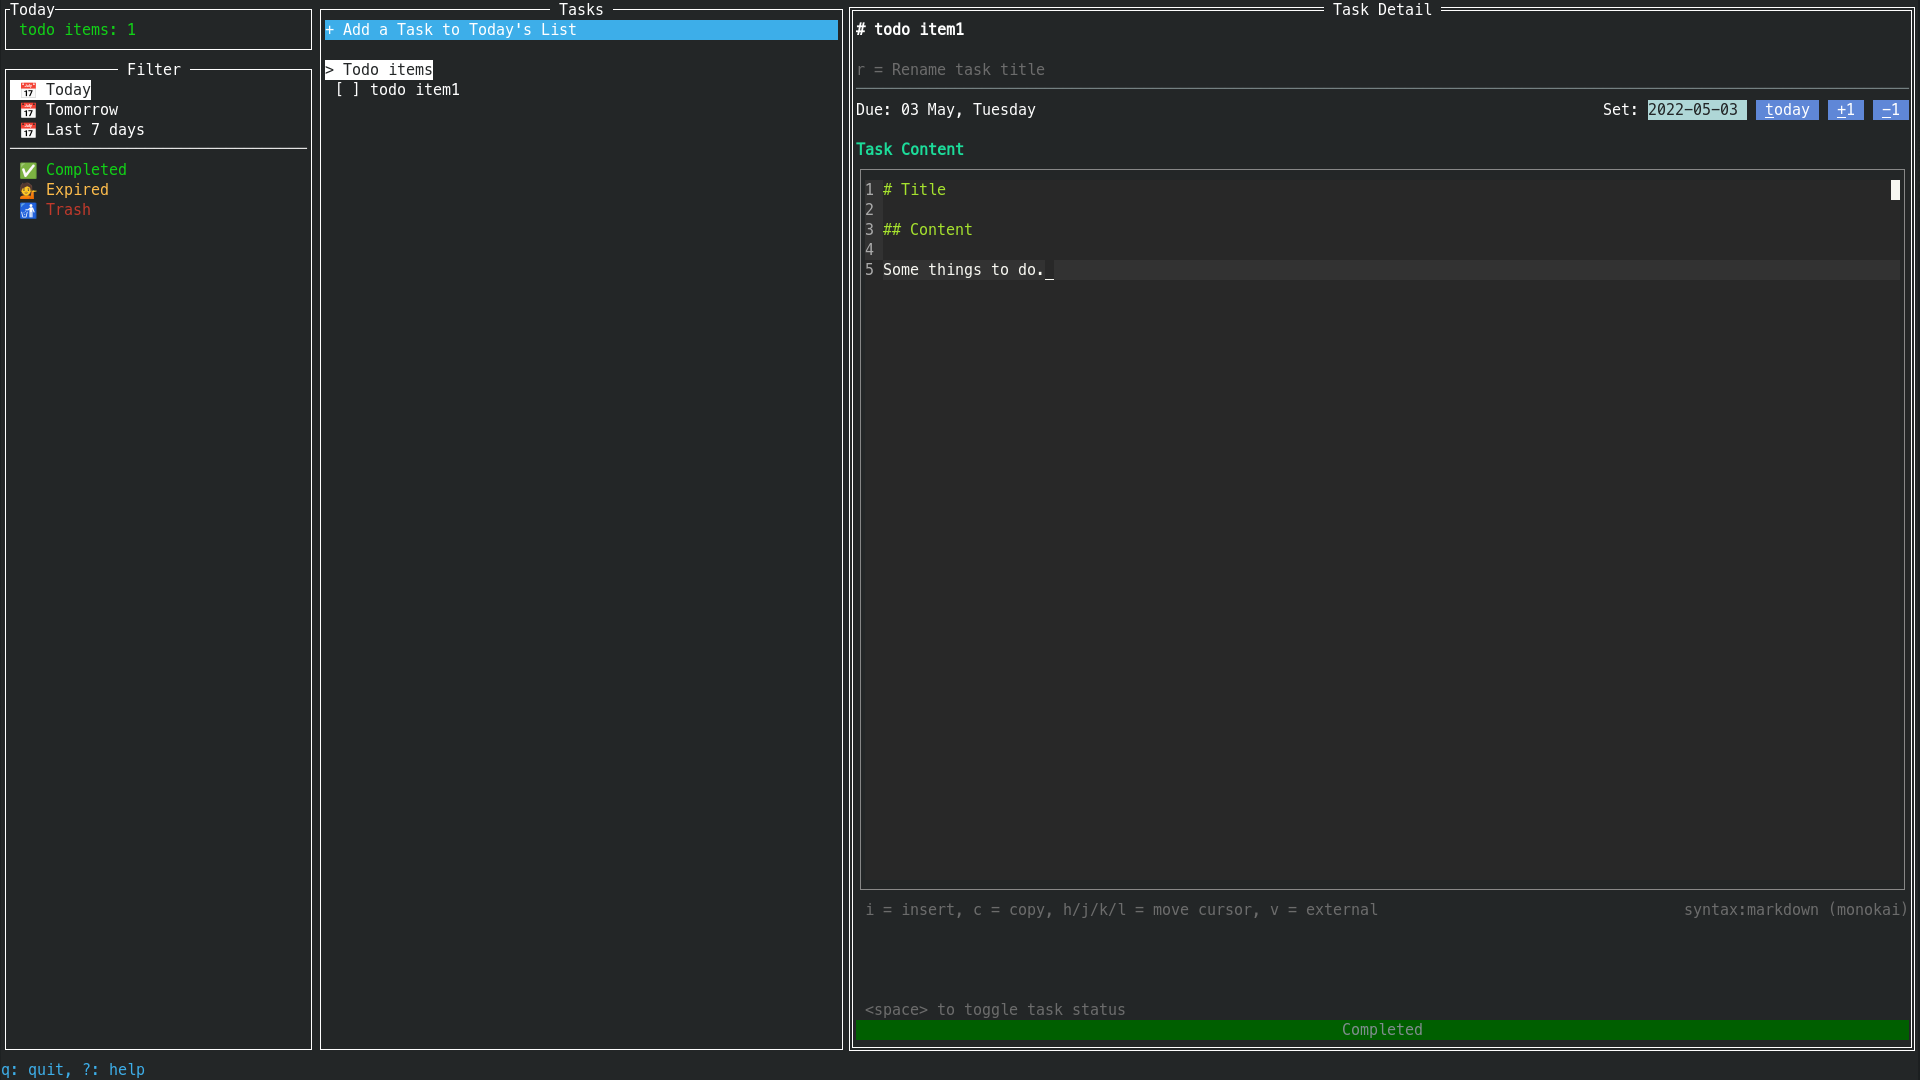 Today
todo items: 1
Filter
Today
Tomorrow
Last 7 days
Completed
Expired
Trash
Tasks
+ Add a Task to Today's List
> Todo items
[ ] todo item1
Task Detail
# todo item1
r = Rename task title
Due: 03 May, Tuesday Set: 2022-05-03 today +1 -1
Task Content
1 # Title
2
3 ## Content
4
5 Some things to do._
i = insert, c = copy, h/j/k/l = move cursor, v = external syntax:markdown (monokai)
<space> to toggle task status
Completed
q: quit, ?: help